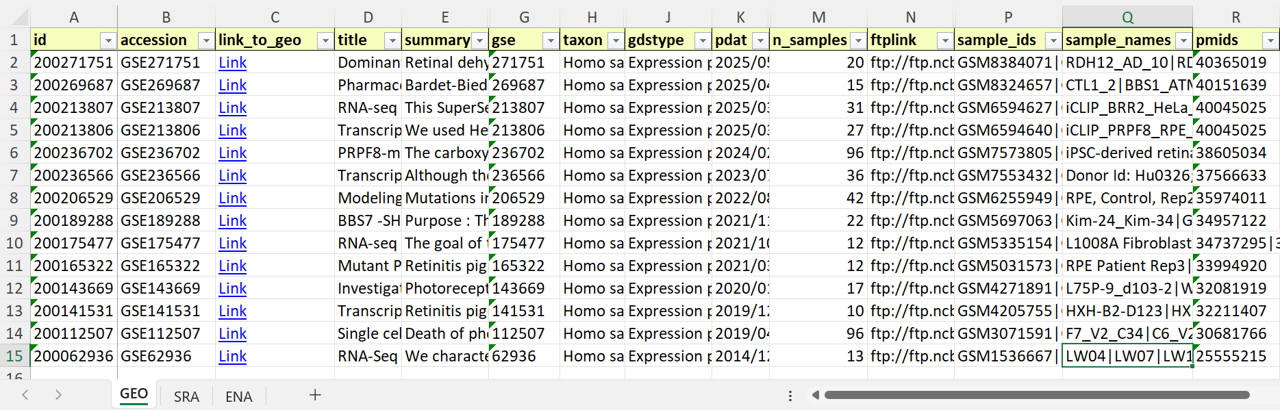 A B C D E G H J K M N P Q R
1 id accession link_to_geo title summary gse taxon gdstype pdat n_samples ftplink sample_ids sample_names pmids
2 200271751 GSE271751 Link Dominan Retinal dehy 271751 Homo sa Expression p 2025/05 20 ftp://ftp.ncb GSM8384071| RDH12_AD_10|RD 40365019
3 200269687 GSE269687 Link Pharmac Bardet-Bied 269687 Homo sa Expression p 2025/04 15 ftp://ftp.ncb GSM8324657| CTL1_2|BBS1_ATM 40151639
4 200213807 GSE213807 Link RNA-seq This SuperSe 213807 Homo sa Expression p 2025/03 31 ftp://ftp.ncb GSM6594627| iCLIP_BRR2_HeLa_ 40045025
5 200213806 GSE213806 Link Transcrip We used He 213806 Homo sa Expression p 2025/03 27 ftp://ftp.ncb GSM6594640| iCLIP_PRPF8_RPE_ 40045025
6 200236702 GSE236702 Link PRPF8-m The carboxy 236702 Homo sa Expression p 2024/02 96 ftp://ftp.ncb GSM7573805| iPSC-derived retina 38605034
7 200236566 GSE236566 Link Transcrip Although the 236566 Homo sa Expression p 2023/07 36 ftp://ftp.ncb GSM7553432| Donor Id: Hu0326 37566633
8 200206529 GSE206529 Link Modeling Mutations in 206529 Homo sa Expression p 2022/08 42 ftp://ftp.ncb GSM6255949| RPE, Control, Rep2 35974011
9 200189288 GSE189288 Link BBS7 -SH Purpose : Th 189288 Homo sa Expression p 2021/11 22 ftp://ftp.ncb GSM5697063| Kim-24_Kim-34|G 34957122
10 200175477 GSE175477 Link RNA-seq The goal of t 175477 Homo sa Expression p 2021/10 12 ftp://ftp.ncb GSM5335154| L1008A Fibroblast 34737295|3
11 200165322 GSE165322 Link Mutant P Retinitis pig 165322 Homo sa Expression p 2021/03 12 ftp://ftp.ncb GSM5031573| RPE Patient Rep3| 33994920
12 200143669 GSE143669 Link Investigat Photorecept 143669 Homo sa Expression p 2020/01 17 ftp://ftp.ncb GSM4271891| L75P-9_d103-2|W 32081919
13 200141531 GSE141531 Link Transcrip Retinitis pig 141531 Homo sa Expression p 2019/12 10 ftp://ftp.ncb GSM4205755| HXH-B2-D123|HX 32211407
14 200112507 GSE112507 Link Single cel Death of pho 112507 Homo sa Expression p 2019/04 96 ftp://ftp.ncb GSM3071591| F7_V2_C34|C6_V2 30681766
15 200062936 GSE62936 Link RNA-Seq We characte 62936 Homo sa Expression p 2014/12 13 ftp://ftp.ncb GSM1536667| LW04|LW07|LW1 25555215
16
GEO SRA ENA